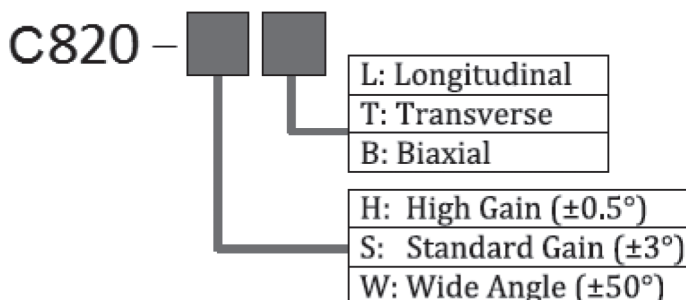 C820 –
L: Longitudinal
T: Transverse
B: Biaxial
H: High Gain (±0.5°)
S: Standard Gain (±3°)
W: Wide Angle (±50°)